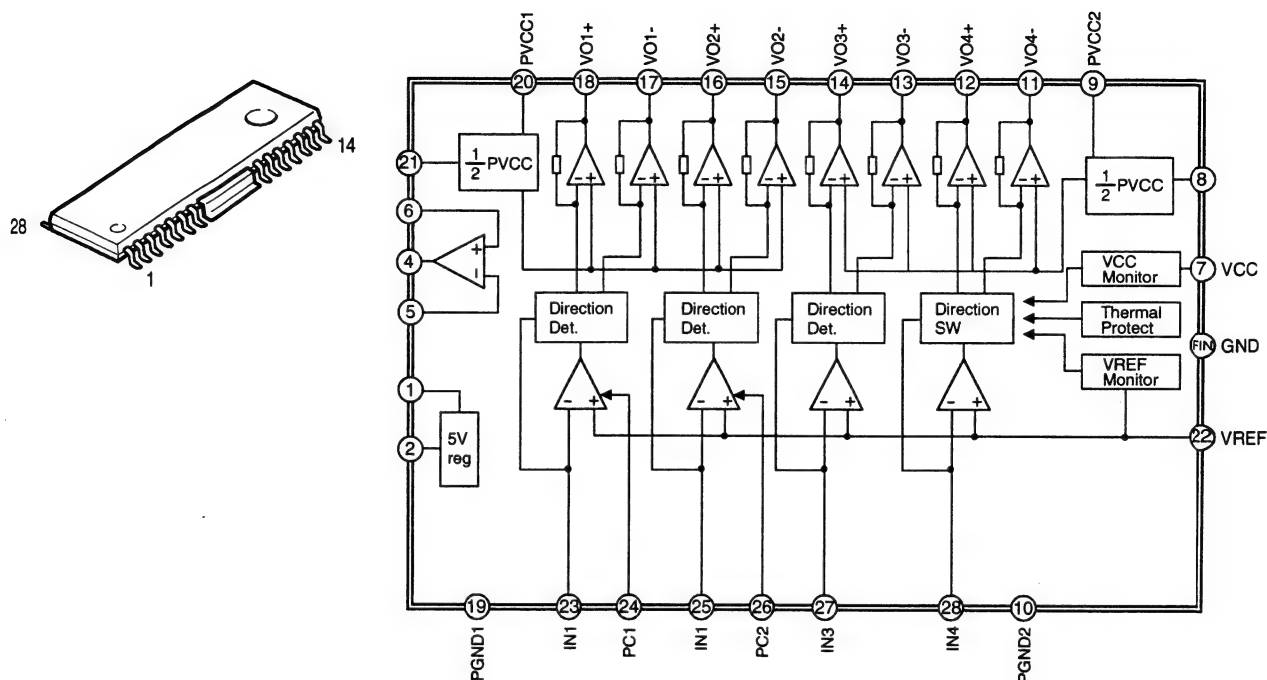 PVCC1 VO1+ VO1- VO2+ VO2- VO3+ VO3- VO4+ VO4- PVCC2
20 18 17 16 15 14 13 12 11 9
14
28
1
21
1/2 PVCC
- + - + - + - + - + - + - + - +
1/2 PVCC
8
6
4
5
+
-
VCC Monitor
7 VCC
Direction Det.
Direction Det.
Direction Det.
Direction SW
Thermal Protect
FIN GND
VREF Monitor
1
2
5V reg
- + - + - + - +
22 VREF
19 23 24 25 26 27 28 10
PGND1 IN1 PC1 IN1 PC2 IN3 IN4 PGND2